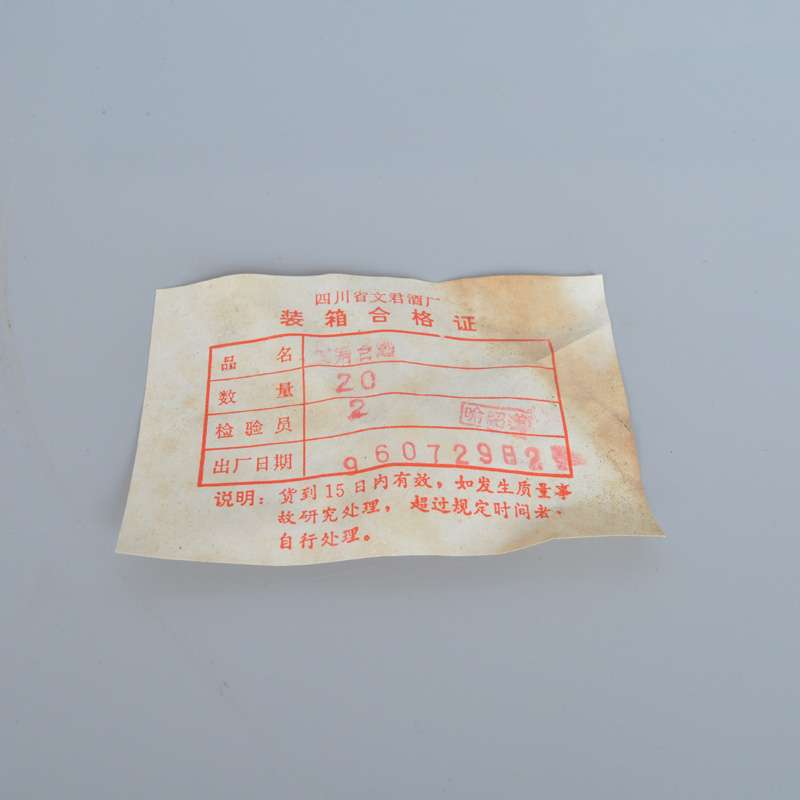 四川省文君酒厂
装箱合格证
品名
数量 20
检验员 2
出厂日期 960729B2
说明：货到15日内有效，如发生质量事
故研究处理，超过规定时间者
自行处理。